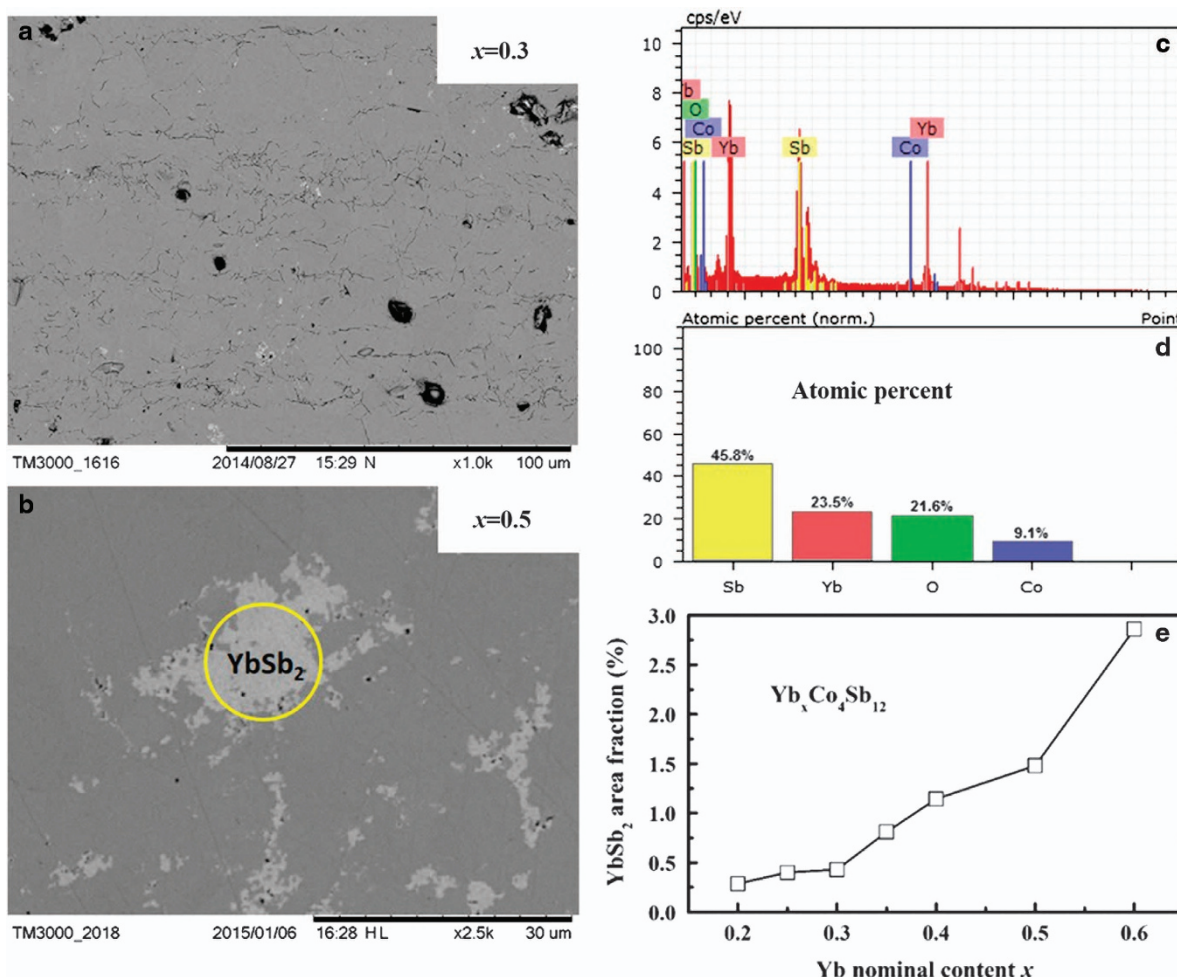 a
x=0.3
TM3000_1616 2014/08/27 15:29 N x1.0k 100 um
b
x=0.5
YbSb2
TM3000_2018 2015/01/06 16:28 HL x2.5k 30 um
cps/eV
c
10
8
6
4
2
0
b
O
Co
Sb
Yb
Sb
Co
Yb
Atomic percent (norm.) Point
d
100
80
60
40
20
0
Atomic percent
45.8%
23.5%
21.6%
9.1%
Sb Yb O Co
e
YbSb2 area fraction (%)
3.0
2.5
2.0
1.5
1.0
0.5
0.0
YbxCo4Sb12
0.2 0.3 0.4 0.5 0.6
Yb nominal content x